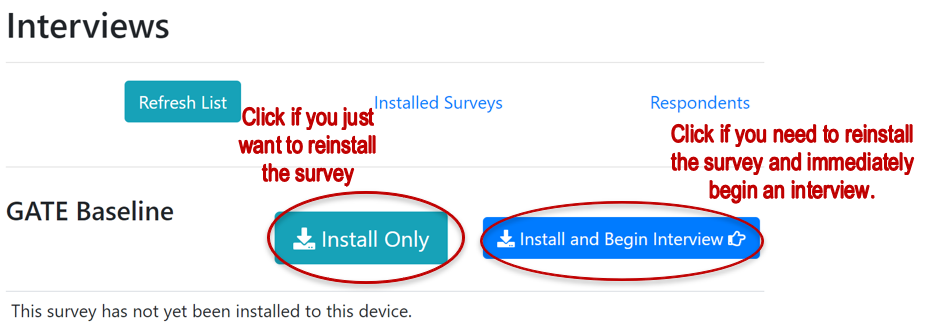 Interviews
Refresh List
Installed Surveys
Respondents
Click if you just
want to reinstall
the survey
Click if you need to reinstall
the survey and immediately
begin an interview.
GATE Baseline
Install Only
Install and Begin Interview
This survey has not yet been installed to this device.